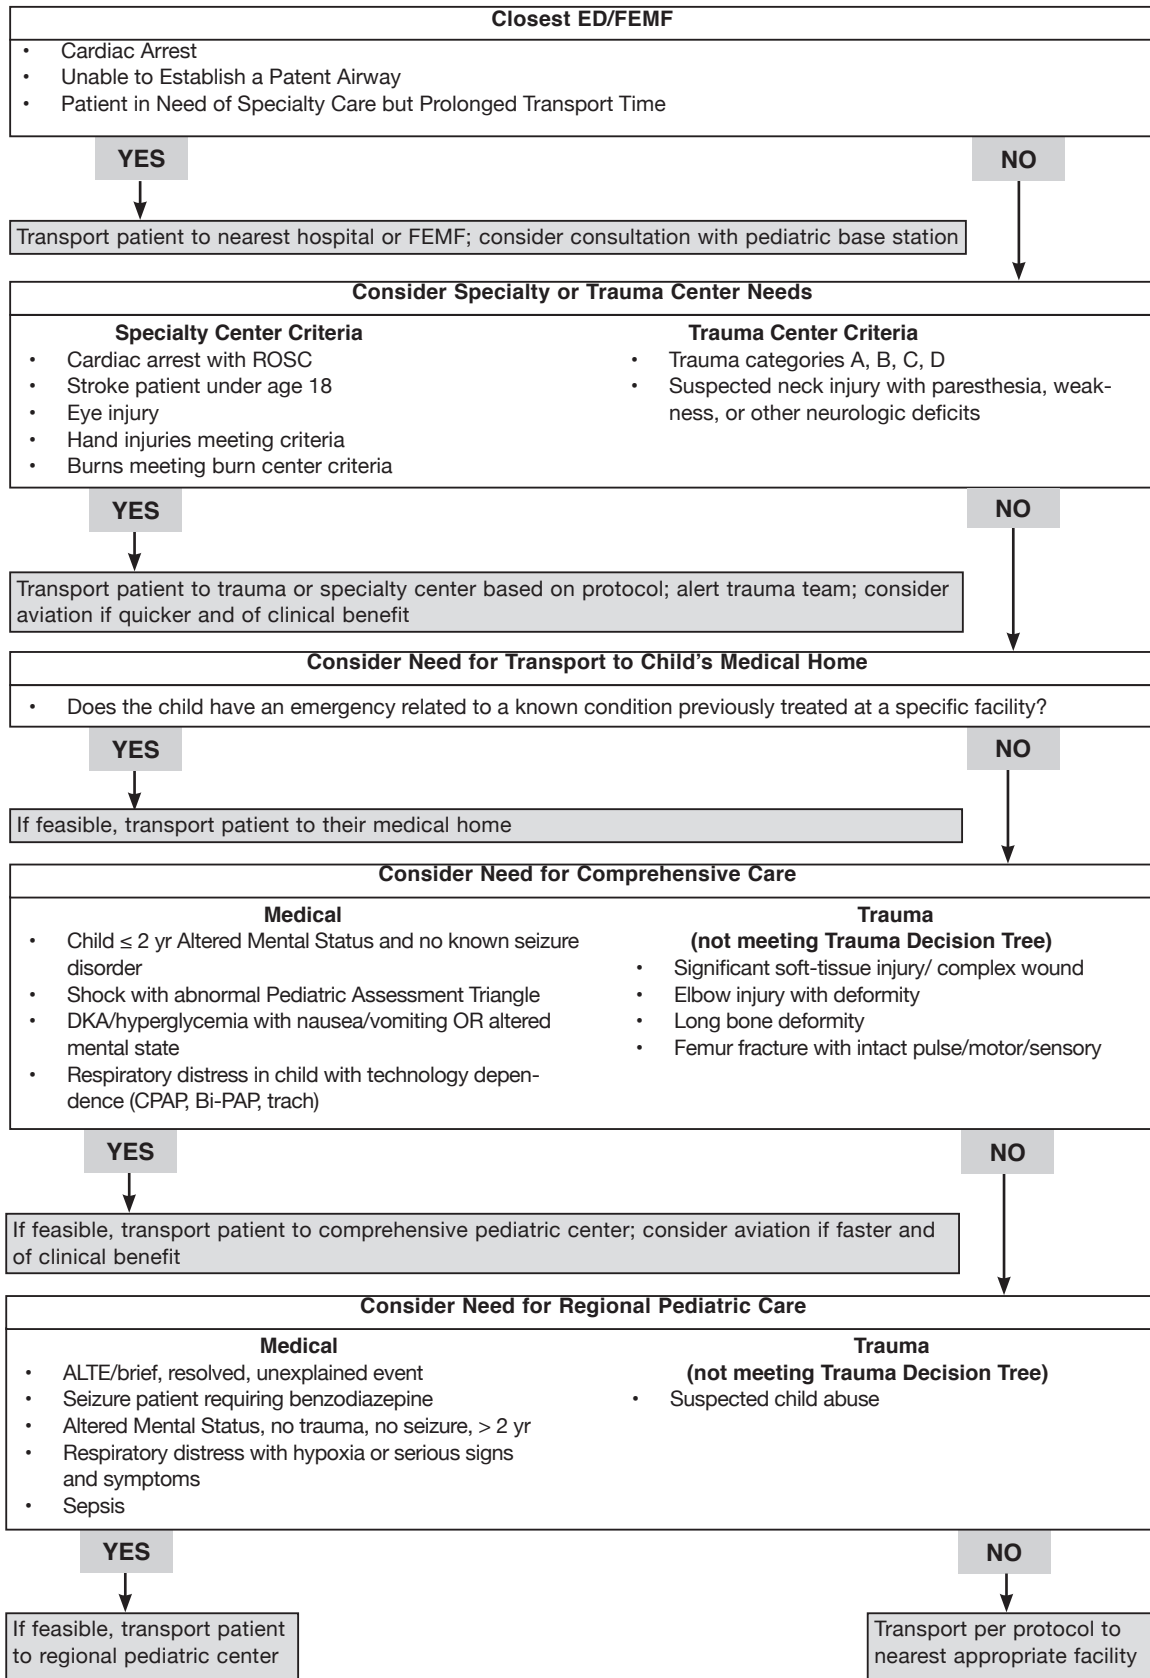 Closest ED/FEMF
• Cardiac Arrest
• Unable to Establish a Patent Airway
• Patient in Need of Specialty Care but Prolonged Transport Time
YES
NO
Transport patient to nearest hospital or FEMF; consider consultation with pediatric base station
Consider Specialty or Trauma Center Needs
Specialty Center Criteria
• Cardiac arrest with ROSC
• Stroke patient under age 18
• Eye injury
• Hand injuries meeting criteria
• Burns meeting burn center criteria
Trauma Center Criteria
• Trauma categories A, B, C, D
• Suspected neck injury with paresthesia, weak-
ness, or other neurologic deficits
YES
NO
Transport patient to trauma or specialty center based on protocol; alert trauma team; consider
aviation if quicker and of clinical benefit
Consider Need for Transport to Child’s Medical Home
• Does the child have an emergency related to a known condition previously treated at a specific facility?
YES
NO
If feasible, transport patient to their medical home
Consider Need for Comprehensive Care
Medical
• Child ≤ 2 yr Altered Mental Status and no known seizure
disorder
• Shock with abnormal Pediatric Assessment Triangle
• DKA/hyperglycemia with nausea/vomiting OR altered
mental state
• Respiratory distress in child with technology depen-
dence (CPAP, Bi-PAP, trach)
Trauma
(not meeting Trauma Decision Tree)
• Significant soft-tissue injury/ complex wound
• Elbow injury with deformity
• Long bone deformity
• Femur fracture with intact pulse/motor/sensory
YES
NO
If feasible, transport patient to comprehensive pediatric center; consider aviation if faster and
of clinical benefit
Consider Need for Regional Pediatric Care
Medical
• ALTE/brief, resolved, unexplained event
• Seizure patient requiring benzodiazepine
• Altered Mental Status, no trauma, no seizure, > 2 yr
• Respiratory distress with hypoxia or serious signs
and symptoms
• Sepsis
Trauma
(not meeting Trauma Decision Tree)
• Suspected child abuse
YES
NO
If feasible, transport patient
to regional pediatric center
Transport per protocol to
nearest appropriate facility